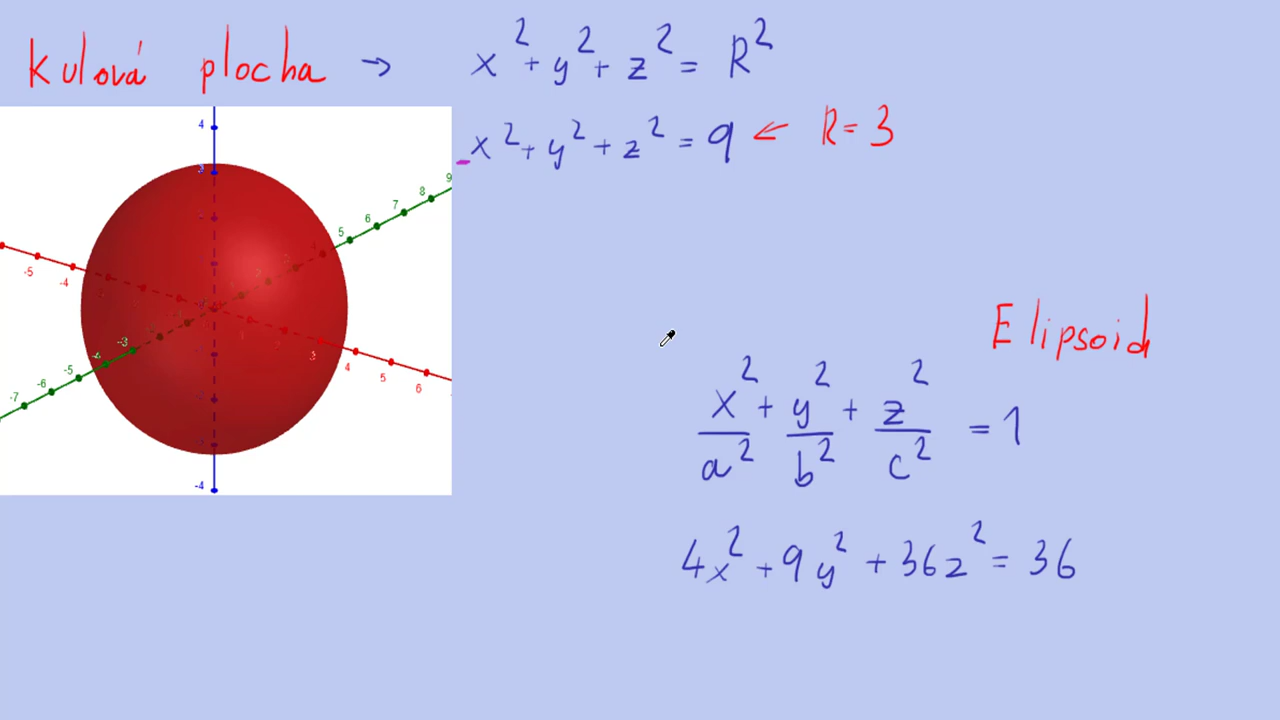 kulová plocha → x² + y² + z² = R²
x² + y² + z² = 9 ← R = 3
Elipsoid
x²/a² + y²/b² + z²/c² = 1
4x² + 9y² + 36z² = 36